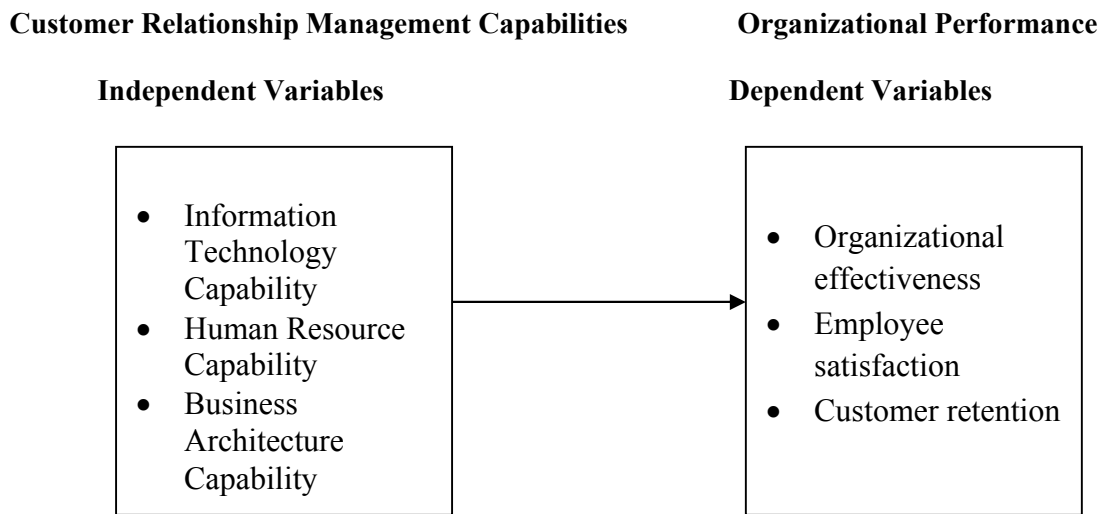 Customer Relationship Management Capabilities
Organizational Performance
Independent Variables
Dependent Variables
• Information
Technology
Capability
• Human Resource
Capability
• Business
Architecture
Capability
• Organizational
effectiveness
• Employee
satisfaction
• Customer retention